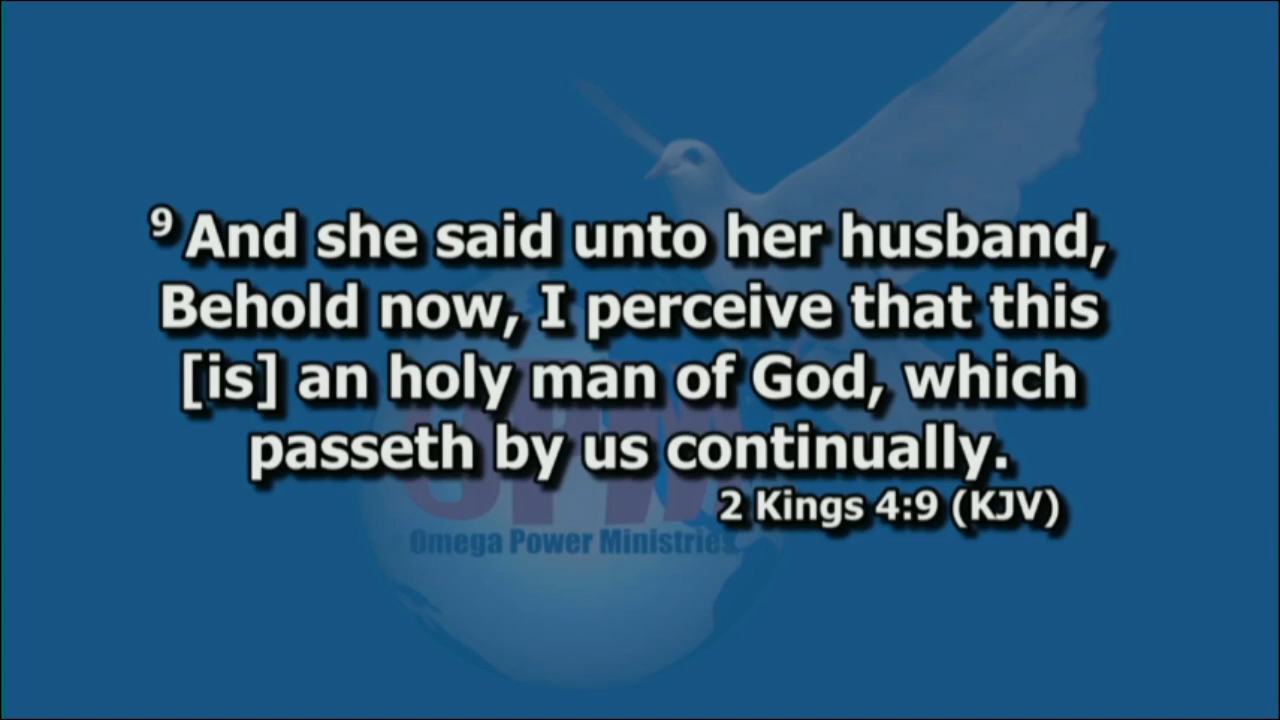 ⁹ And she said unto her husband,
Behold now, I perceive that this
[is] an holy man of God, which
passeth by us continually.
2 Kings 4:9 (KJV)
OPM
Omega Power Ministries